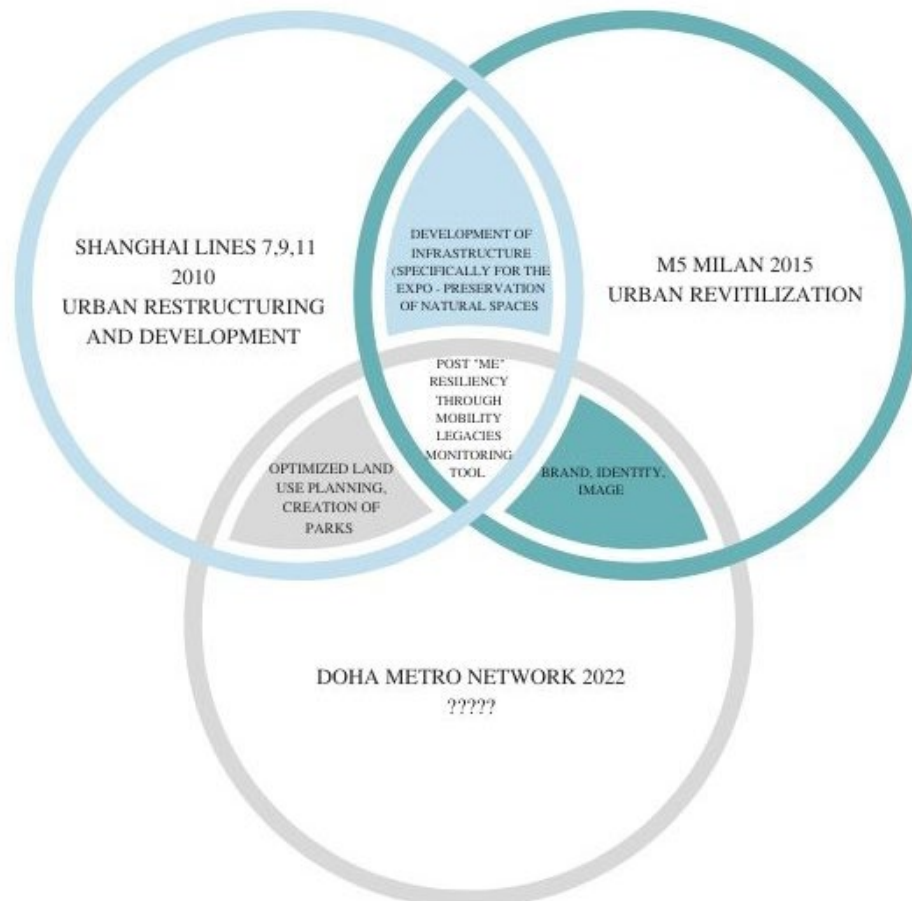 SHANGHAI LINES 7,9,11
2010
URBAN RESTRUCTURING
AND DEVELOPMENT
DEVELOPMENT OF
INFRASTRUCTURE
(SPECIFICALLY FOR THE
EXPO - PRESERVATION
OF NATURAL SPACES
M5 MILAN 2015
URBAN REVITILIZATION
POST "ME"
RESILIENCY
THROUGH
MOBILITY
LEGACIES
MONITORING
TOOL
OPTIMIZED LAND
USE PLANNING,
CREATION OF
PARKS
BRAND, IDENTITY,
IMAGE
DOHA METRO NETWORK 2022
?????